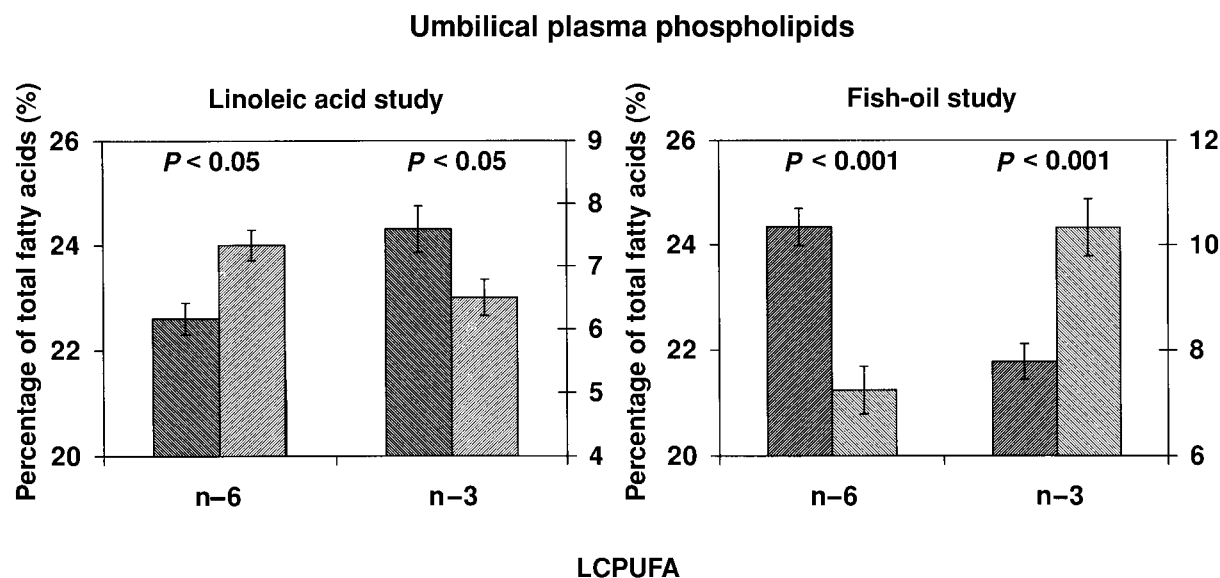 Umbilical plasma phospholipids
Linoleic acid study
Percentage of total fatty acids (%)
26
24
22
20
9
8
7
6
5
4
P < 0.05
P < 0.05
n–6
n–3
Fish-oil study
Percentage of total fatty acids (%)
26
24
22
20
12
10
8
6
P < 0.001
P < 0.001
n–6
n–3
LCPUFA